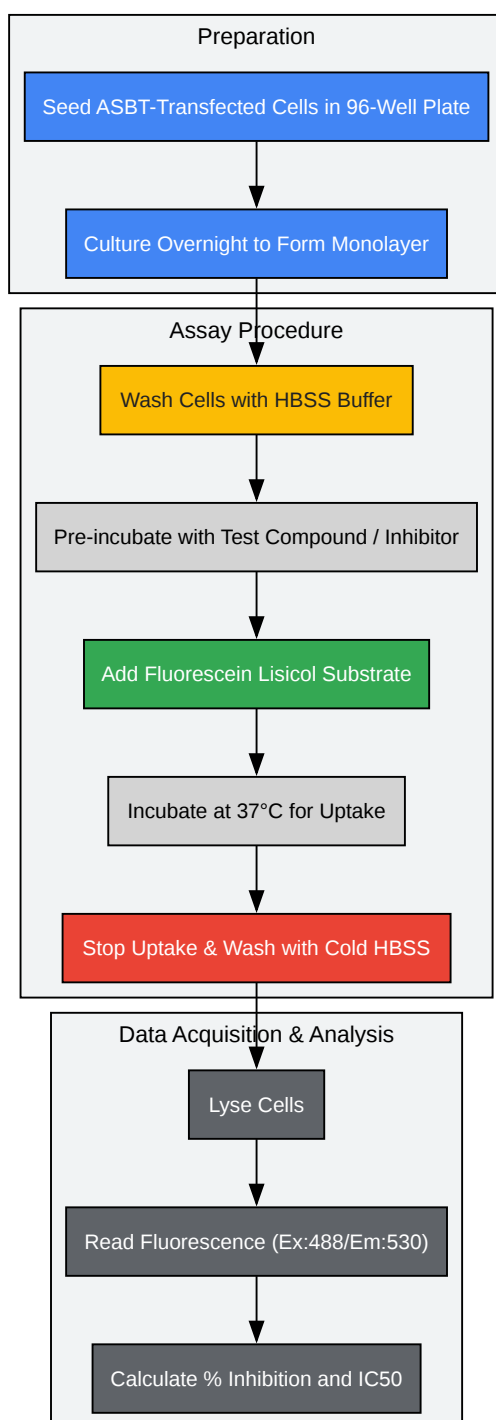 Preparation
Seed ASBT-Transfected Cells in 96-Well Plate
Culture Overnight to Form Monolayer
Assay Procedure
Wash Cells with HBSS Buffer
Pre-incubate with Test Compound / Inhibitor
Add Fluorescein Lisicol Substrate
Incubate at 37°C for Uptake
Stop Uptake & Wash with Cold HBSS
Data Acquisition & Analysis
Lyse Cells
Read Fluorescence (Ex:488/Em:530)
Calculate % Inhibition and IC50